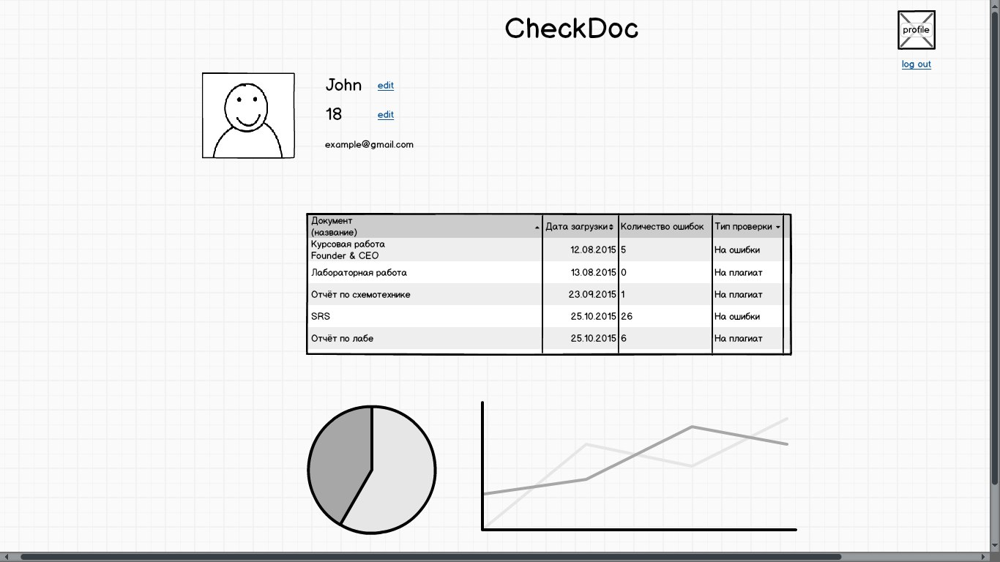 CheckDoc
profile
log out
John edit
18 edit
example@gmail.com
Документ
(название) Дата загрузки Количество ошибок Тип проверки
Курсовая работа
Founder & CEO 12.08.2015 5 На ошибки
Лабораторная работа 13.08.2015 0 На плагиат
Отчёт по схемотехнике 23.09.2015 1 На плагиат
SRS 25.10.2015 26 На ошибки
Отчёт по лабе 25.10.2015 6 На плагиат